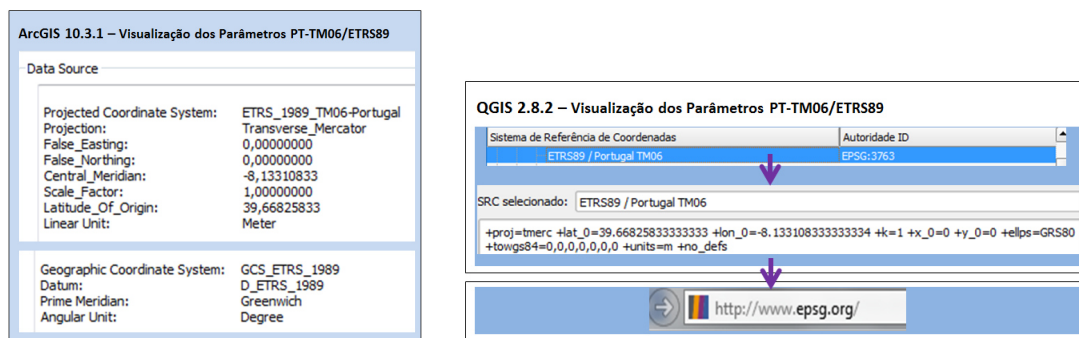 ArcGIS 10.3.1 – Visualização dos Parâmetros PT-TM06/ETRS89
Data Source
Projected Coordinate System: ETRS_1989_TM06-Portugal
Projection: Transverse_Mercator
False_Easting: 0,00000000
False_Northing: 0,00000000
Central_Meridian: -8,13310833
Scale_Factor: 1,00000000
Latitude_Of_Origin: 39,66825833
Linear Unit: Meter
Geographic Coordinate System: GCS_ETRS_1989
Datum: D_ETRS_1989
Prime Meridian: Greenwich
Angular Unit: Degree
QGIS 2.8.2 – Visualização dos Parâmetros PT-TM06/ETRS89
Sistema de Referência de Coordenadas Autoridade ID
ETRS89 / Portugal TM06 EPSG:3763
SRC selecionado: ETRS89 / Portugal TM06
+proj=tmerc +lat_0=39.66825833333333 +lon_0=-8.133108333333334 +k=1 +x_0=0 +y_0=0 +ellps=GRS80
+towgs84=0,0,0,0,0,0,0 +units=m +no_defs
http://www.epsg.org/